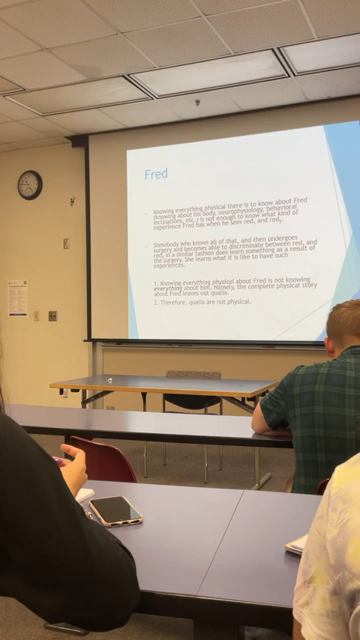 Fred
Knowing everything physical there is to know about Fred
(knowing about his body, neurophysiology, behavioral
inclinations, etc.) is not enough to know what kind of
experience Fred has when he sees red₁ and red₂.
Somebody who knows all of that, and then undergoes
surgery and becomes able to discriminate between red₁ and
red₂ in a similar fashion does learn something as a result of
the surgery. She learns what it is like to have such
experiences.
1. Knowing everything physical about Fred is not knowing
everything about him. Namely, the complete physical story
about Fred leaves out qualia.
2. Therefore, qualia are not physical.